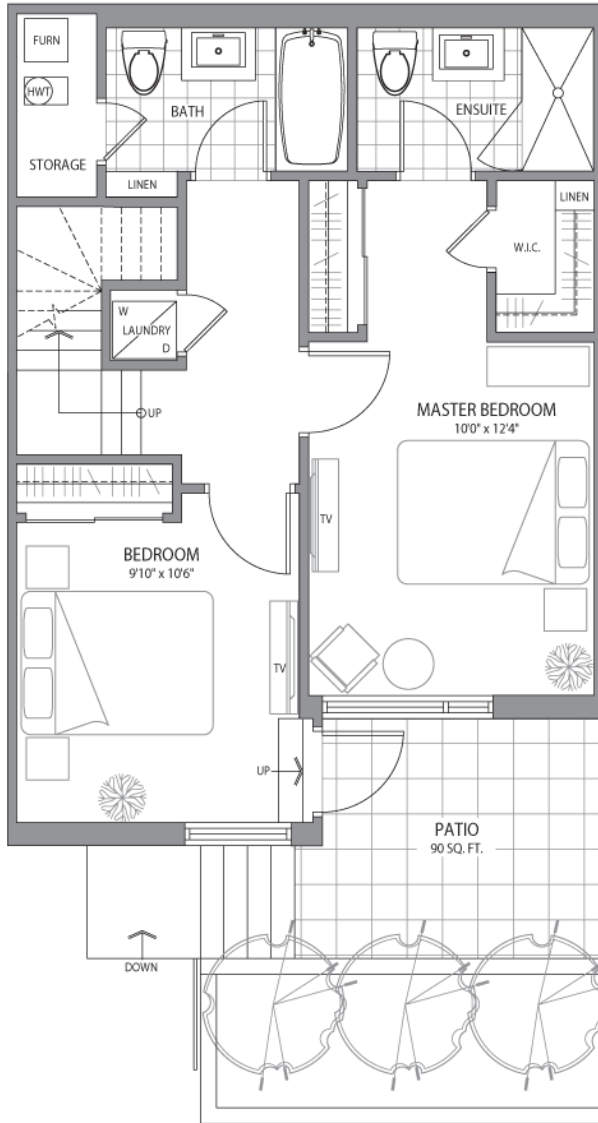 FURN
HWT
STORAGE
BATH
LINEN
ENSUITE
LINEN
W.I.C.
W
LAUNDRY
D
UP
MASTER BEDROOM
10'0" x 12'4"
TV
BEDROOM
9'10" x 10'6"
TV
UP
PATIO
90 SQ. FT.
DOWN